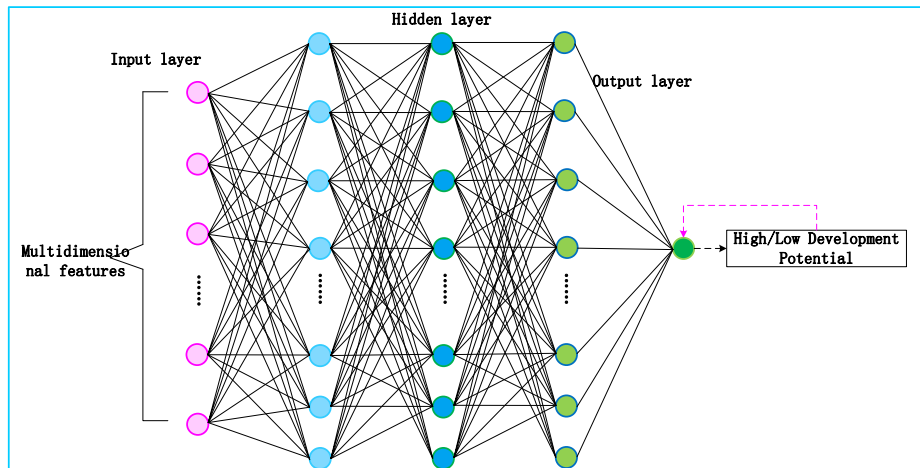 Hidden layer
Input layer
Output layer
Multidimensio
nal features
High/Low Development
Potential